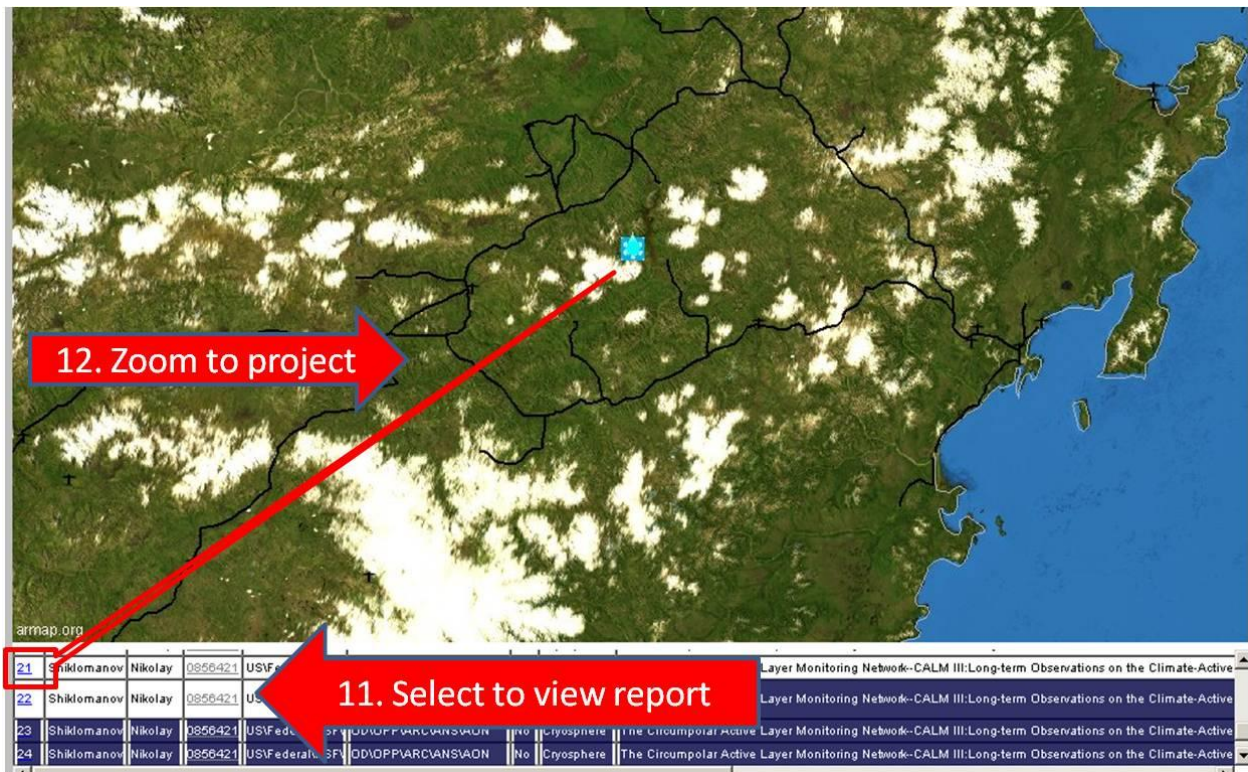 12. Zoom to project
armap.org
21 Shiklomanov Nikolay 0856421 US\Fe Layer Monitoring Network--CALM III:Long-term Observations on the Climate-Active
11. Select to view report
22 Shiklomanov Nikolay 0856421 US Layer Monitoring Network--CALM III:Long-term Observations on the Climate-Active
23 Shiklomanov Nikolay 0856421 US\Federal\ SF\ OD\OPP\ARC\ANS\AON No Cryosphere The Circumpolar Active Layer Monitoring Network--CALM III:Long-term Observations on the Climate-Active
24 Shiklomanov Nikolay 0856421 US\Federal\ SF\ OD\OPP\ARC\ANS\AON No Cryosphere The Circumpolar Active Layer Monitoring Network--CALM III:Long-term Observations on the Climate-Active